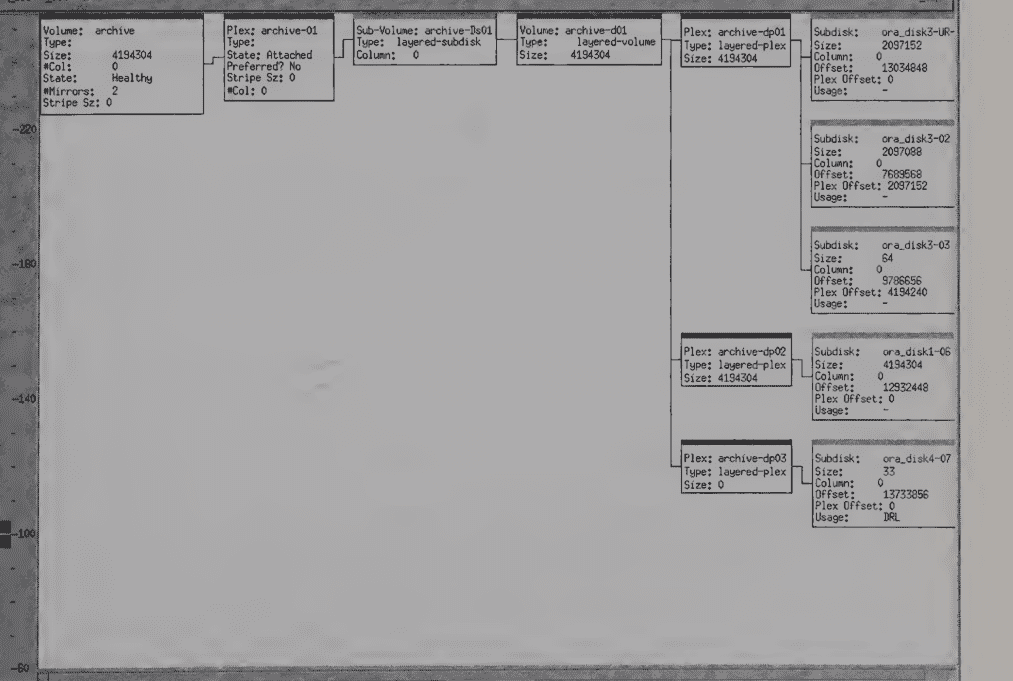 Volume: archive
Type:
Size: 4194304
#Col: 0
State: Healthy
#Mirrors: 2
Stripe Sz: 0
Plex: archive-01
Type:
State: Attached
Preferred? No
Stripe Sz: 0
#Col: 0
Sub-Volume: archive-Ds01
Type: layered-subdisk
Column: 0
Volume: archive-d01
Type: layered-volume
Size: 4194304
Plex: archive-dp01
Type: layered-plex
Size: 4194304
Subdisk: ora_disk3-UR-
Size: 2097152
Column: 0
Offset: 13034848
Plex Offset: 0
Usage: -
Subdisk: ora_disk3-02
Size: 2097088
Column: 0
Offset: 7689568
Plex Offset: 2097152
Usage: -
Subdisk: ora_disk3-03
Size: 64
Column: 0
Offset: 9786656
Plex Offset: 4194240
Usage: -
Plex: archive-dp02
Type: layered-plex
Size: 4194304
Subdisk: ora_disk1-06
Size: 4194304
Column: 0
Offset: 12932448
Plex Offset: 0
Usage: -
Plex: archive-dp03
Type: layered-plex
Size: 0
Subdisk: ora_disk4-07
Size: 33
Column: 0
Offset: 13733856
Plex Offset: 0
Usage: DRL
-220
-180
-140
-100
-60